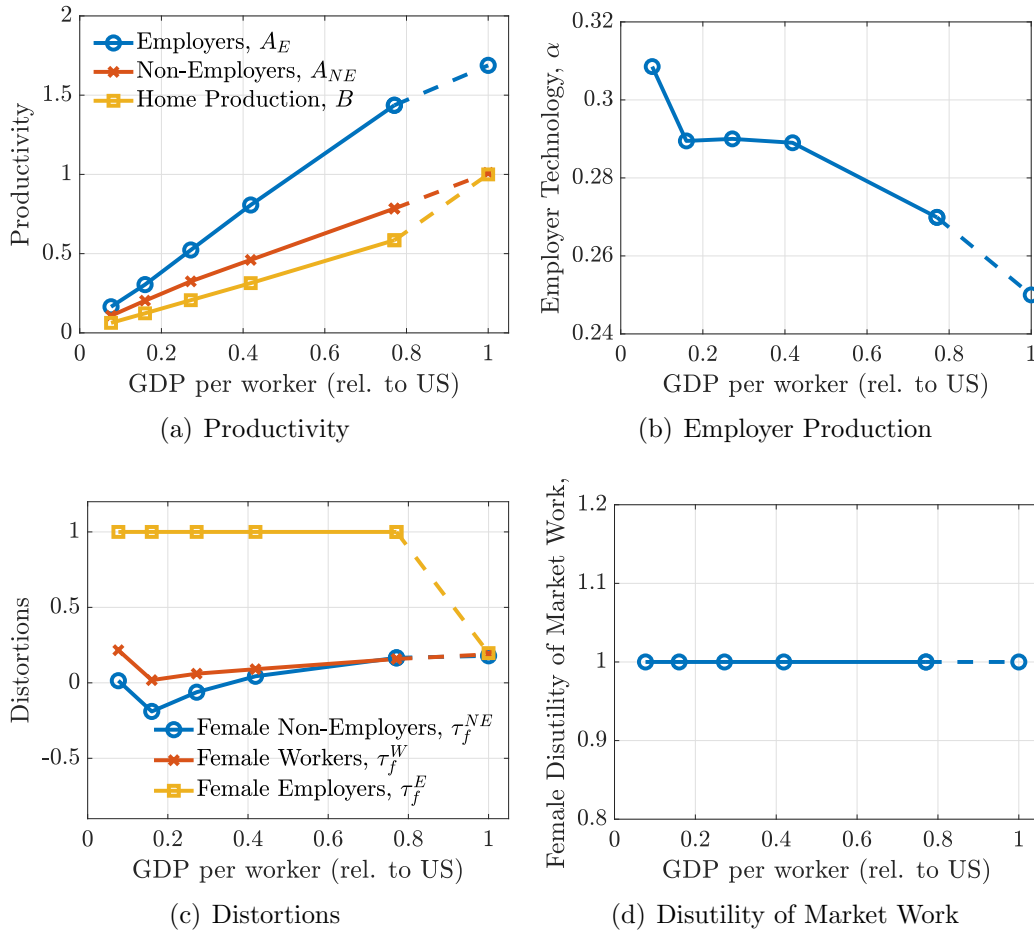 2
1.5
1
0.5
0
Productivity
Employers, A_E
Non-Employers, A_{NE}
Home Production, B
0 0.2 0.4 0.6 0.8 1
GDP per worker (rel. to US)
(a) Productivity
0.32
0.3
0.28
0.26
0.24
Employer Technology, α
0 0.2 0.4 0.6 0.8 1
GDP per worker (rel. to US)
(b) Employer Production
1
0.5
0
-0.5
Distortions
Female Non-Employers, τ_f^{NE}
Female Workers, τ_f^W
Female Employers, τ_f^E
0 0.2 0.4 0.6 0.8 1
GDP per worker (rel. to US)
(c) Distortions
1.2
1.1
1
0.9
0.8
Female Disutility of Market Work,
0 0.2 0.4 0.6 0.8 1
GDP per worker (rel. to US)
(d) Disutility of Market Work